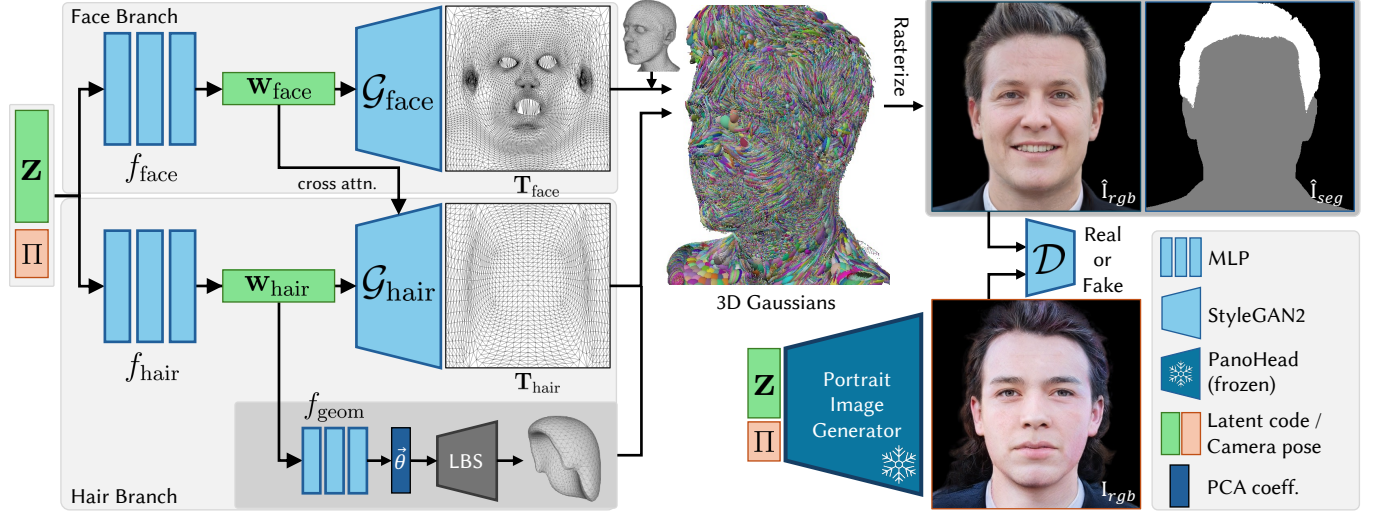 Face Branch
f_face
w_face
G_face
T_face
cross attn.
Z
Π
f_hair
w_hair
G_hair
T_hair
f_geom
θ⃗
LBS
Hair Branch
3D Gaussians
Rasterize
Î_rgb
Î_seg
D
Real
or
Fake
Z
Π
Portrait
Image
Generator
I_rgb
MLP
StyleGAN2
PanoHead
(frozen)
Latent code /
Camera pose
PCA coeff.